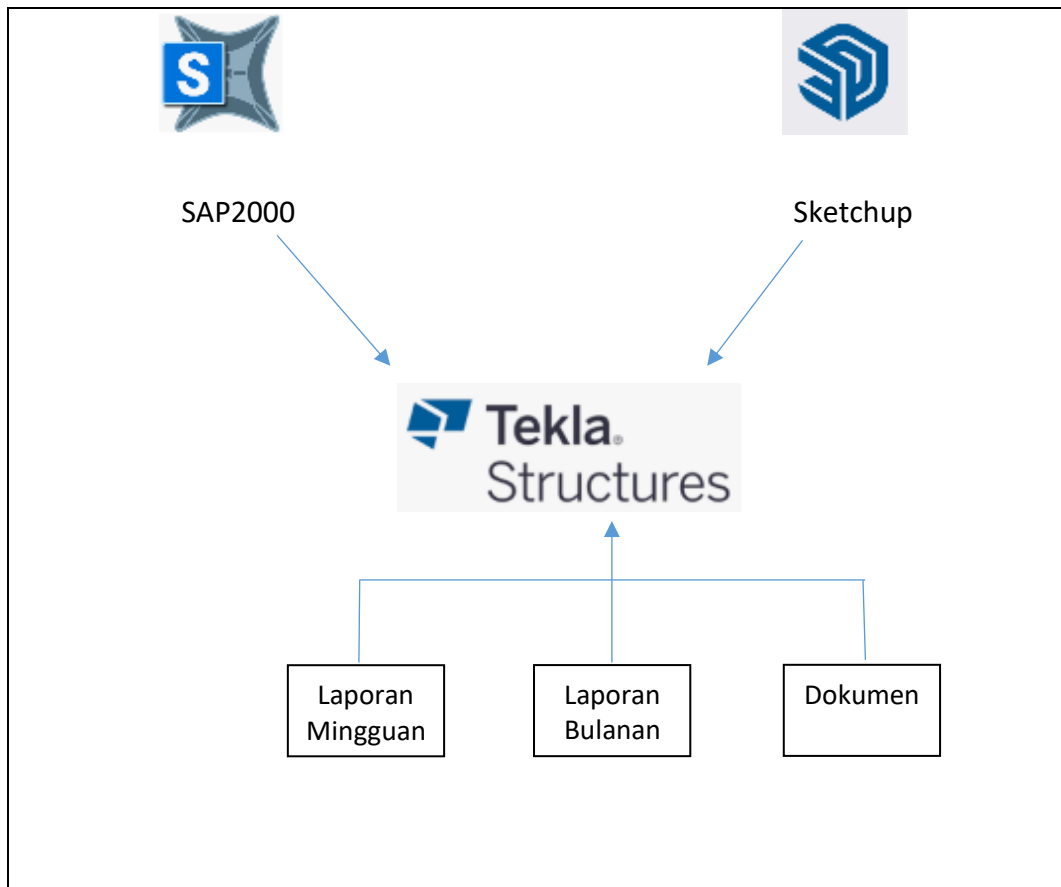 S
SAP2000
Sketchup
Tekla®
Structures
Laporan
Mingguan
Laporan
Bulanan
Dokumen